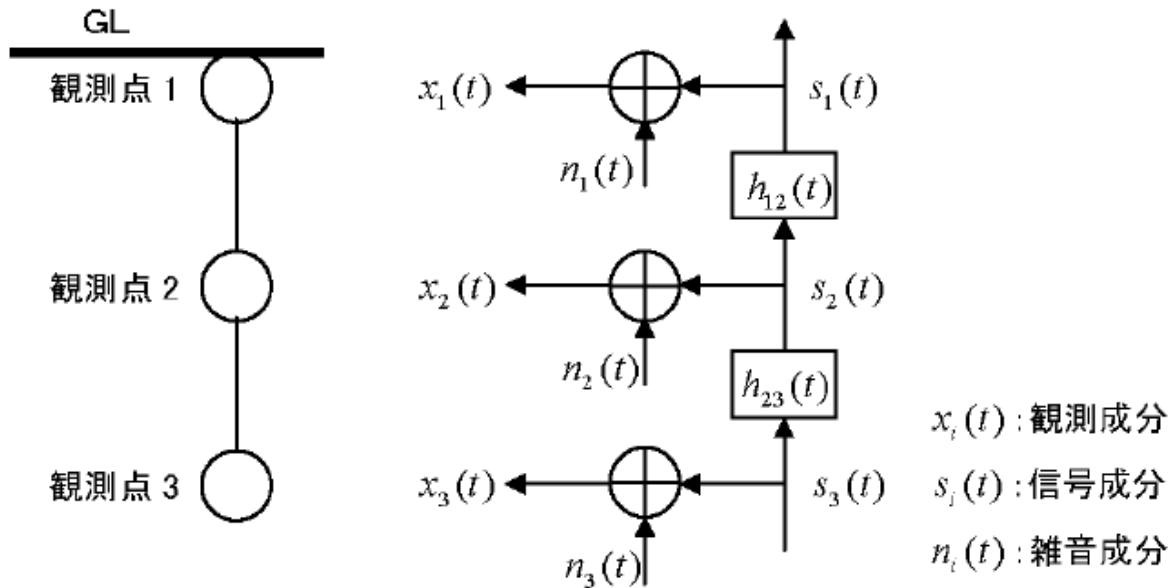 GL
観測点 1
x₁(t)
s₁(t)
n₁(t)
h₁₂(t)
観測点 2
x₂(t)
s₂(t)
n₂(t)
h₂₃(t)
観測点 3
x₃(t)
s₃(t)
n₃(t)
xᵢ(t) : 観測成分
sᵢ(t) : 信号成分
nᵢ(t) : 雑音成分